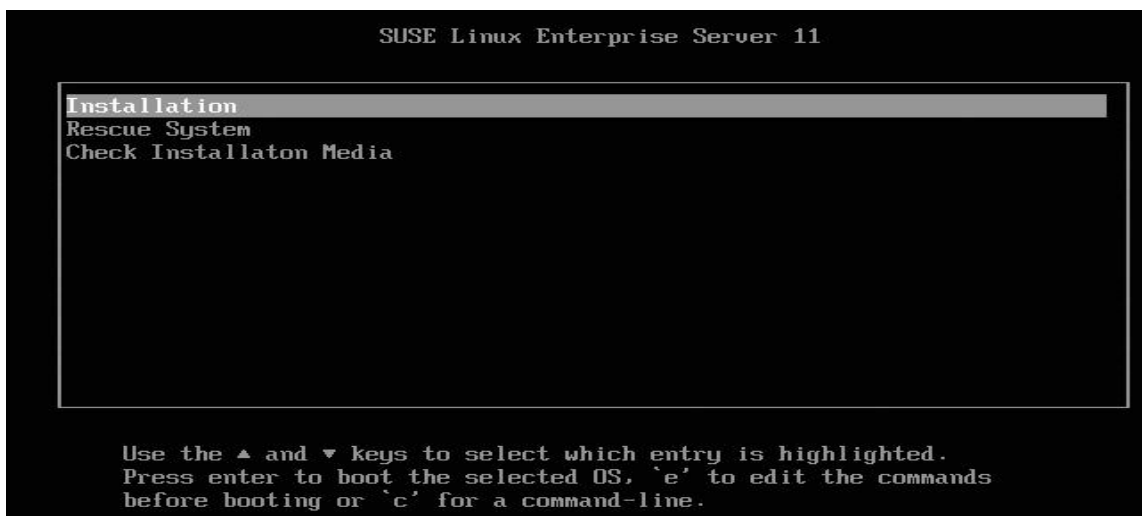 SUSE Linux Enterprise Server 11
Installation
Rescue System
Check Installaton Media
Use the ▲ and ▼ keys to select which entry is highlighted.
Press enter to boot the selected OS, `e' to edit the commands
before booting or `c' for a command-line.